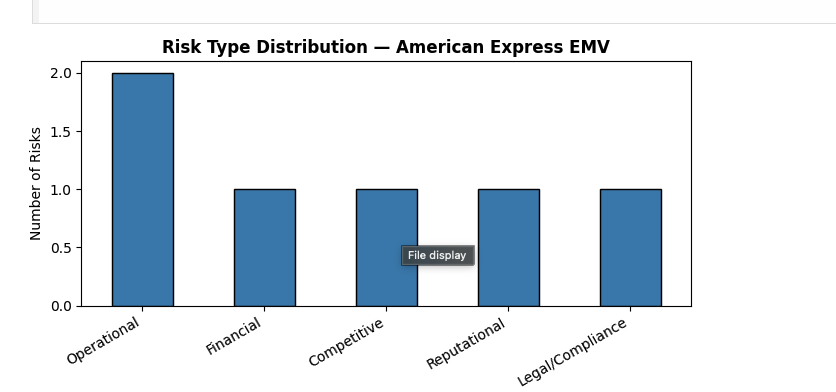 Risk Type Distribution — American Express EMV
Number of Risks
2.0
1.5
1.0
0.5
0.0
File display
Operational
Financial
Competitive
Reputational
Legal/Compliance